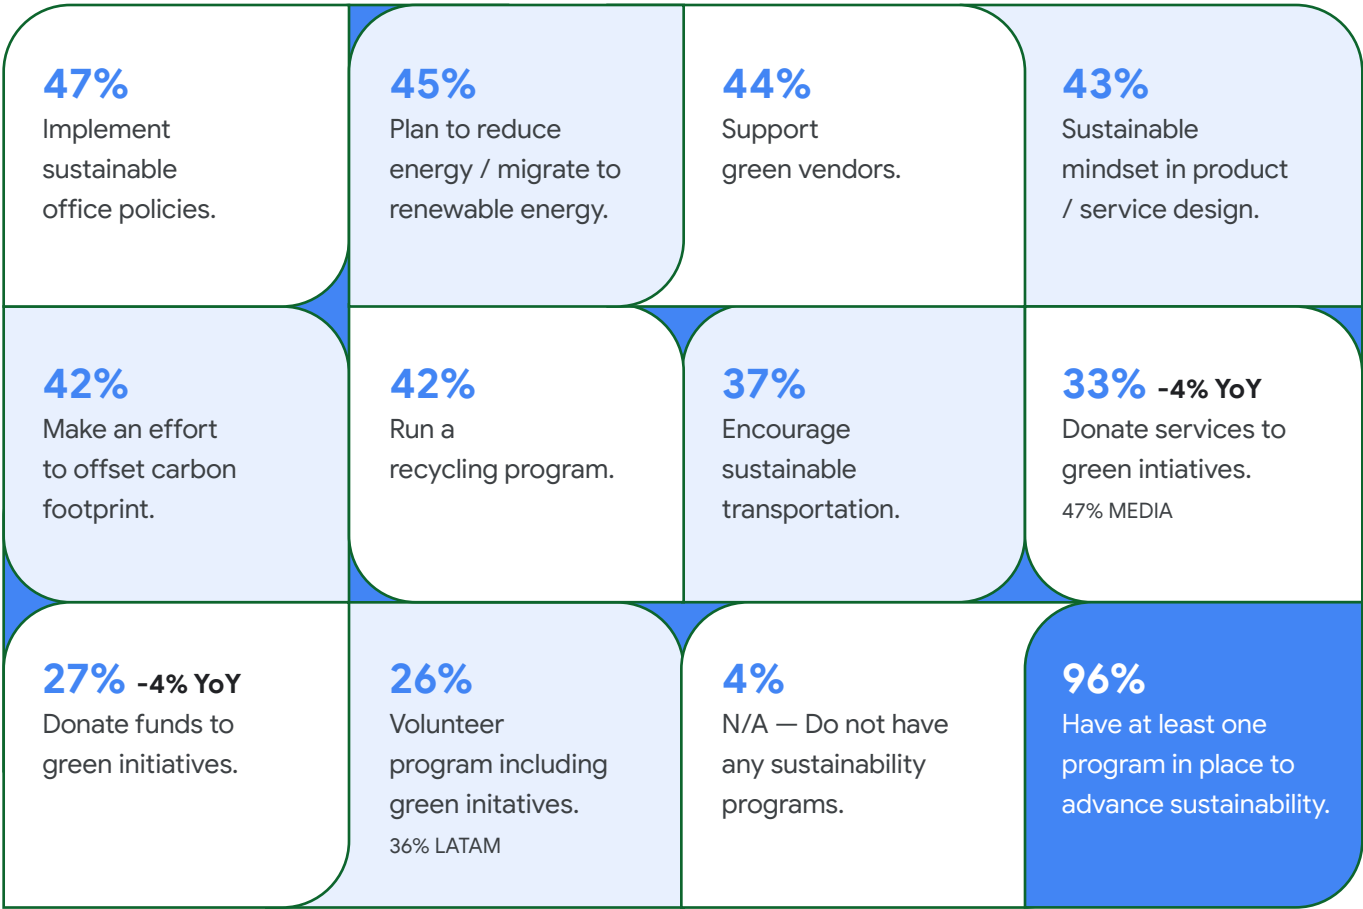 47%
Implement
sustainable
office policies.
45%
Plan to reduce
energy / migrate to
renewable energy.
44%
Support
green vendors.
43%
Sustainable
mindset in product
/ service design.
42%
Make an effort
to offset carbon
footprint.
42%
Run a
recycling program.
37%
Encourage
sustainable
transportation.
33% -4% YoY
Donate services to
green intiatives.
47% MEDIA
27% -4% YoY
Donate funds to
green initiatives.
26%
Volunteer
program including
green initatives.
36% LATAM
4%
N/A — Do not have
any sustainability
programs.
96%
Have at least one
program in place to
advance sustainability.